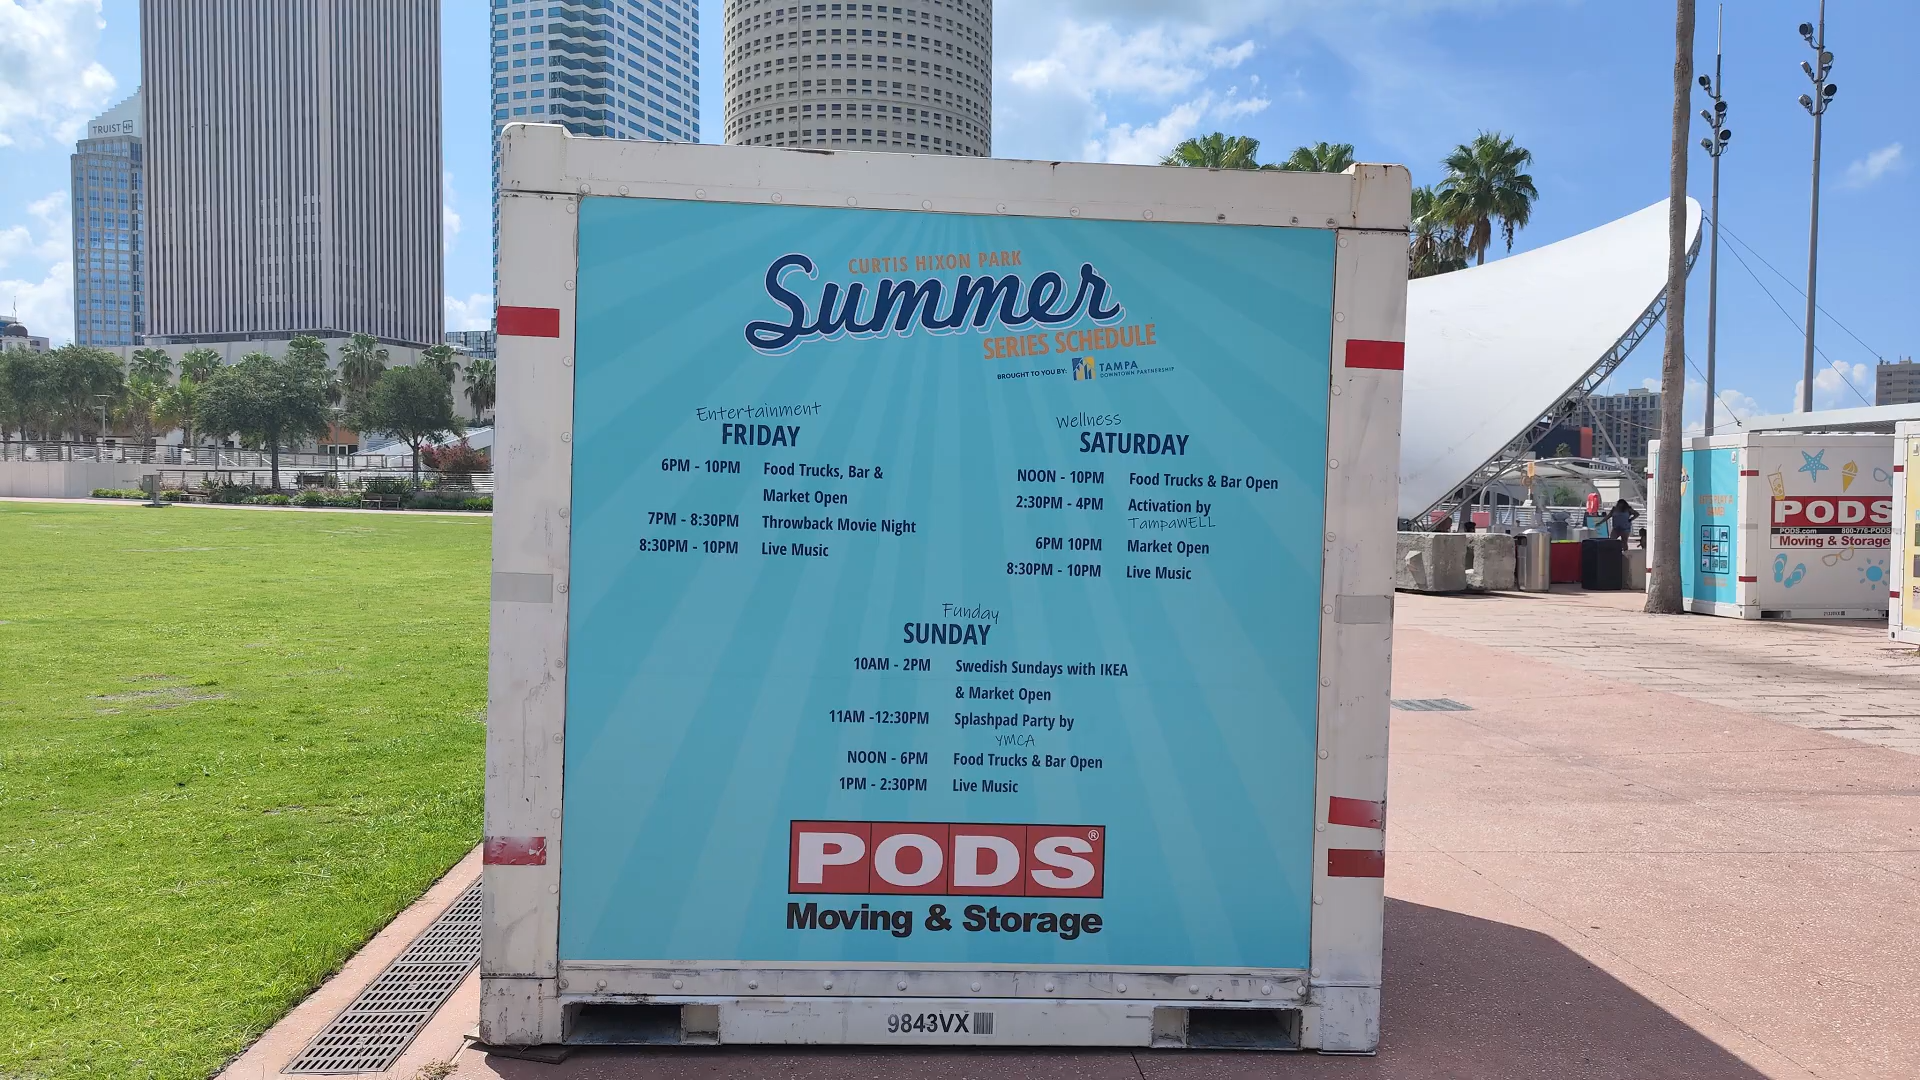 TRUIST
CURTIS HIXON PARK
Summer
SERIES SCHEDULE
BROUGHT TO YOU BY:
TAMPA
DOWNTOWN PARTNERSHIP
Entertainment
FRIDAY
6PM - 10PM Food Trucks, Bar &
Market Open
7PM - 8:30PM Throwback Movie Night
8:30PM - 10PM Live Music
Wellness
SATURDAY
NOON - 10PM Food Trucks & Bar Open
2:30PM - 4PM Activation by
TampaWELL
6PM 10PM Market Open
8:30PM - 10PM Live Music
Funday
SUNDAY
10AM - 2PM Swedish Sundays with IKEA
& Market Open
11AM -12:30PM Splashpad Party by
YMCA
NOON - 6PM Food Trucks & Bar Open
1PM - 2:30PM Live Music
PODS®
Moving & Storage
9843VX
PODS
PODS.com 800-776-PODS
Moving & Storage